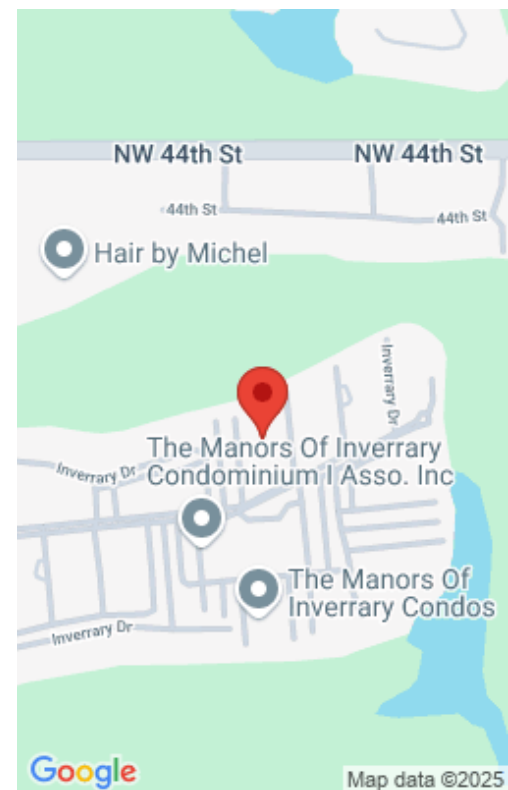 NW 44th St
NW 44th St
44th St
44th St
Hair by Michel
Inverrary Dr
The Manors Of Inverrary
Condominium I Asso. Inc
Inverrary Dr
The Manors Of
Inverrary Condos
Inverrary Dr
Google
Map data ©2025